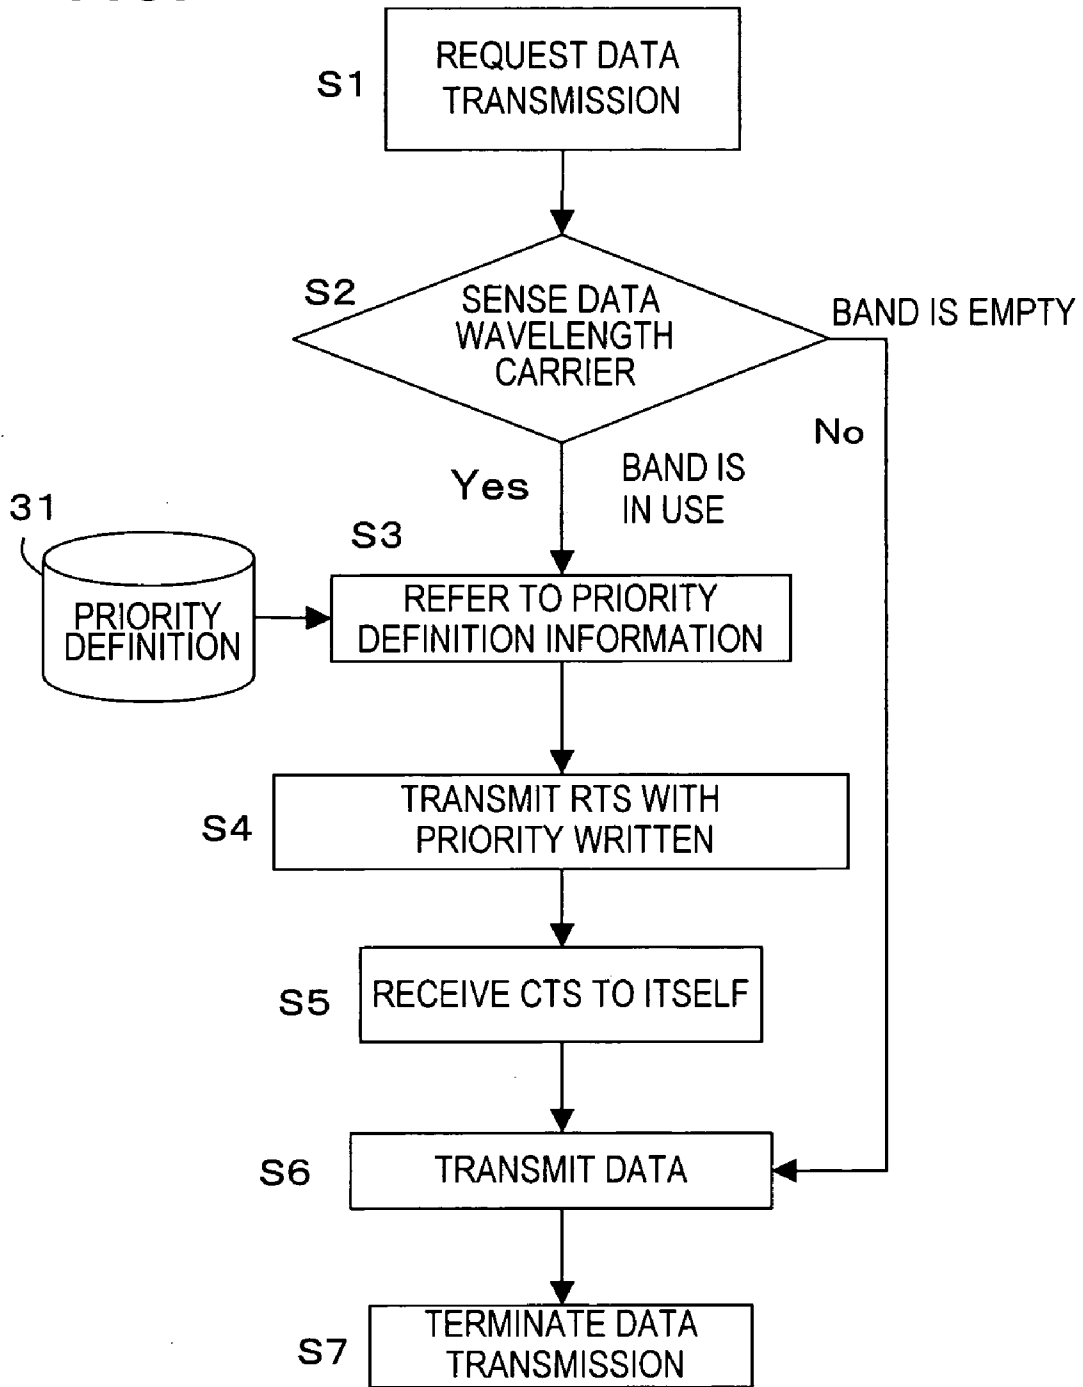 S1
REQUEST DATA
TRANSMISSION
S2
SENSE DATA
WAVELENGTH
CARRIER
BAND IS EMPTY
No
Yes
BAND IS
IN USE
31
PRIORITY
DEFINITION
S3
REFER TO PRIORITY
DEFINITION INFORMATION
S4
TRANSMIT RTS WITH
PRIORITY WRITTEN
S5
RECEIVE CTS TO ITSELF
S6
TRANSMIT DATA
S7
TERMINATE DATA
TRANSMISSION